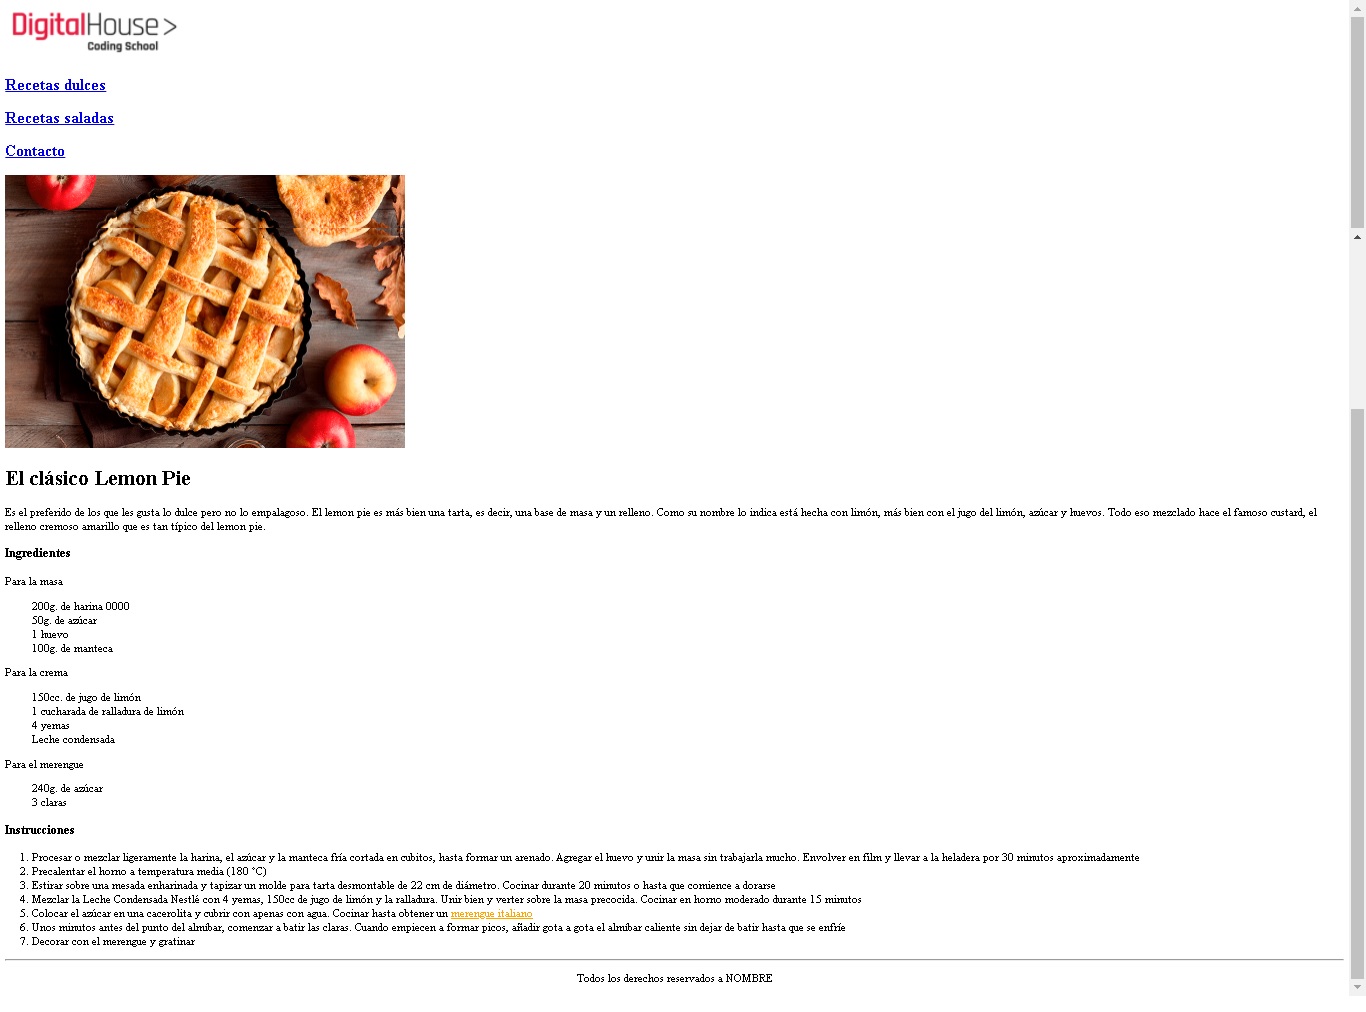 DigitalHouse>
Coding School
Recetas dulces
Recetas saladas
Contacto
El clásico Lemon Pie
Es el preferido de los que les gusta lo dulce pero no lo empalagoso. El lemon pie es más bien una tarta, es decir, una base de masa y un relleno. Como su nombre lo indica está hecha con limón, más bien con el jugo del limón, azúcar y huevos. Todo eso mezclado hace el famoso custard, el
relleno cremoso amarillo que es tan típico del lemon pie.
Ingredientes
Para la masa
200g. de harina 0000
50g. de azúcar
1 huevo
100g. de manteca
Para la crema
150cc. de jugo de limón
1 cucharada de ralladura de limón
4 yemas
Leche condensada
Para el merengue
240g. de azúcar
3 claras
Instrucciones
1. Procesar o mezclar ligeramente la harina, el azúcar y la manteca fría cortada en cubitos, hasta formar un arenado. Agregar el huevo y unir la masa sin trabajarla mucho. Envolver en film y llevar a la heladera por 30 minutos aproximadamente
2. Precalentar el horno a temperatura media (180 °C)
3. Estirar sobre una mesada enharinada y tapizar un molde para tarta desmontable de 22 cm de diámetro. Cocinar durante 20 minutos o hasta que comience a dorarse
4. Mezclar la Leche Condensada Nestlé con 4 yemas, 150cc de jugo de limón y la ralladura. Unir bien y verter sobre la masa precocida. Cocinar en horno moderado durante 15 minutos
5. Colocar el azúcar en una cacerolita y cubrir con apenas con agua. Cocinar hasta obtener un merengue italiano
6. Unos minutos antes del punto del almíbar, comenzar a batir las claras. Cuando empiecen a formar picos, añadir gota a gota el almíbar caliente sin dejar de batir hasta que se enfríe
7. Decorar con el merengue y gratinar
Todos los derechos reservados a NOMBRE